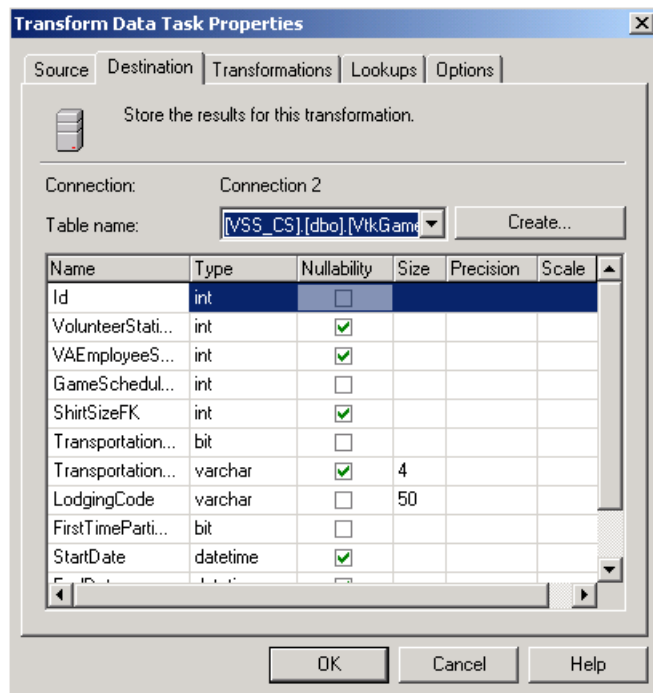 Transform Data Task Properties
Source Destination Transformations Lookups Options
Store the results for this transformation.
Connection: Connection 2
Table name: [VSS_CS].[dbo].[VtkGame Create...
Name Type Nullability Size Precision Scale
Id int
VolunteerStati... int
VAEmployeeS... int
GameSchedul... int
ShirtSizeFK int
Transportation... bit
Transportation... varchar 4
LodgingCode varchar 50
FirstTimeParti... bit
StartDate datetime
OK Cancel Help